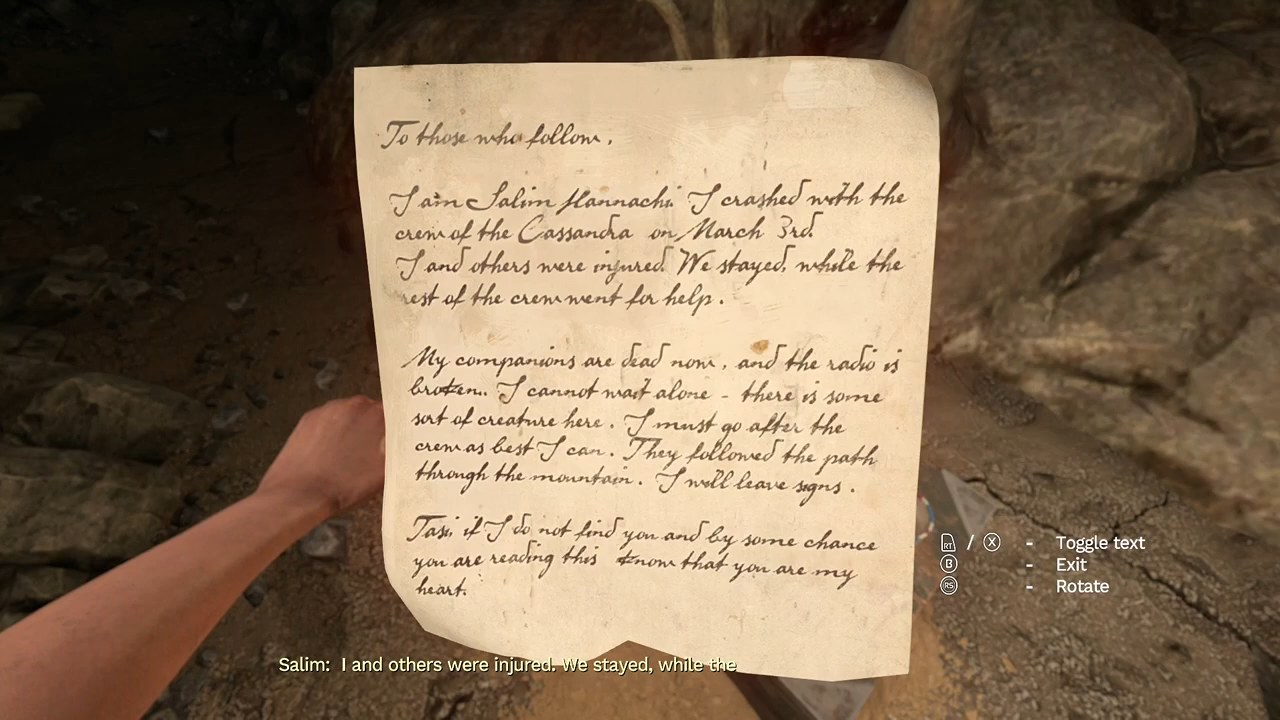 To those who follow,
I am Salim Hannachi. I crashed with the
crew of the Cassandra on March 3rd.
I and others were injured. We stayed, while the
rest of the crew went for help.
My companions are dead now, and the radio is
broken. I cannot wait alone - there is some
sort of creature here. I must go after the
crew as best I can. They followed the path
through the mountain. I will leave signs.
Tasi, if I do not find you and by some chance
you are reading this know that you are my
heart.
RT / X - Toggle text
B - Exit
RS - Rotate
Salim: I and others were injured. We stayed, while the